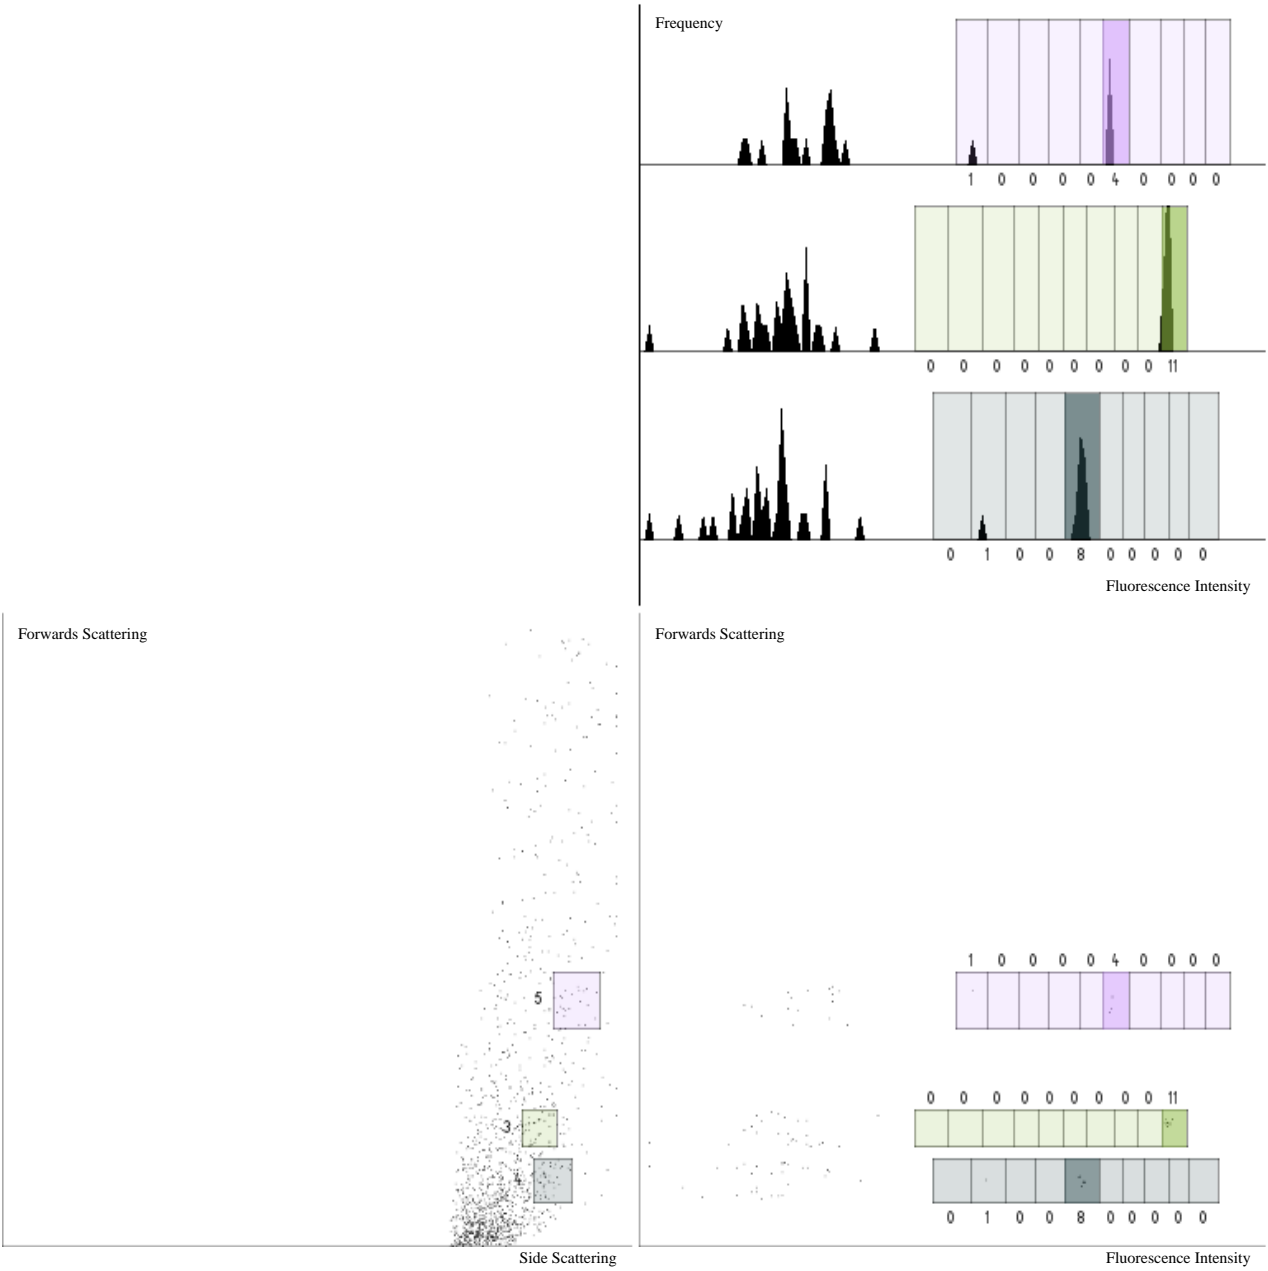 Frequency
1 0 0 0 0 4 0 0 0 0
0 0 0 0 0 0 0 0 0 11
0 1 0 0 8 0 0 0 0 0
Fluorescence Intensity
Forwards Scattering
Forwards Scattering
1 0 0 0 0 4 0 0 0 0
5
0 0 0 0 0 0 0 0 0 11
3
4
0 1 0 0 8 0 0 0 0 0
Side Scattering
Fluorescence Intensity